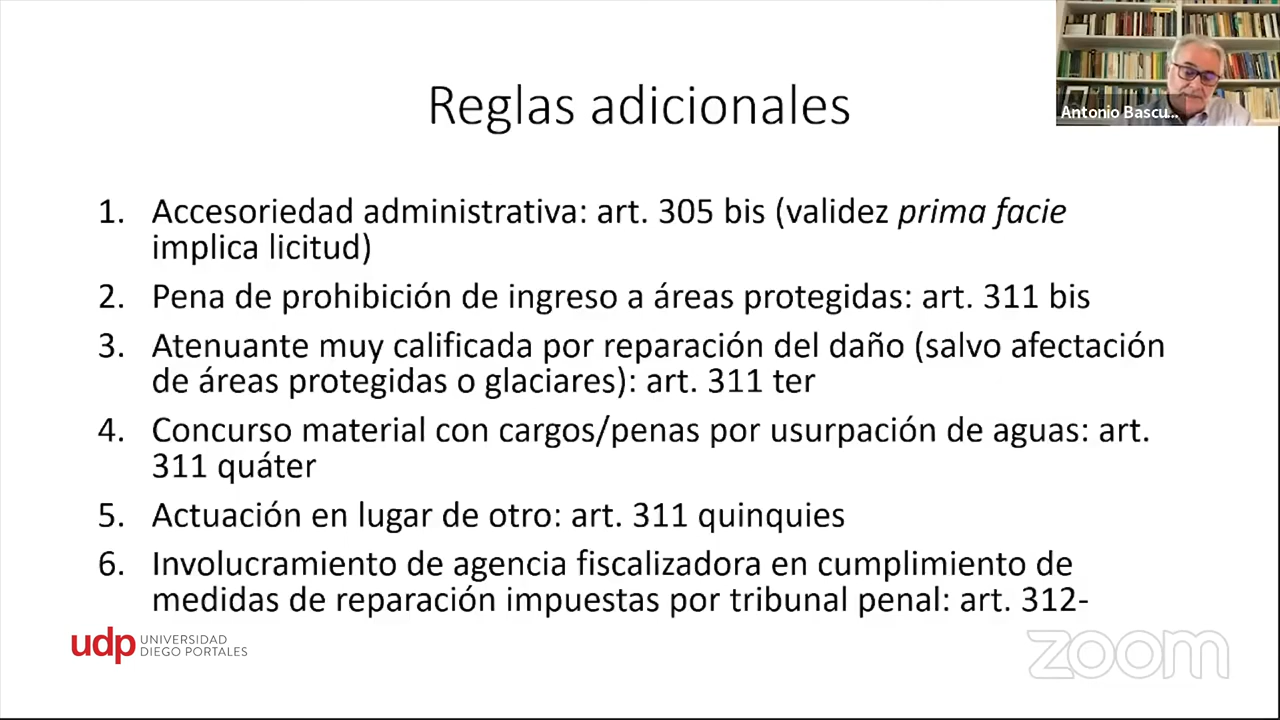 Antonio Bascu...
Reglas adicionales
1. Accesoriedad administrativa: art. 305 bis (validez prima facie
implica licitud)
2. Pena de prohibición de ingreso a áreas protegidas: art. 311 bis
3. Atenuante muy calificada por reparación del daño (salvo afectación
de áreas protegidas o glaciares): art. 311 ter
4. Concurso material con cargos/penas por usurpación de aguas: art.
311 quáter
5. Actuación en lugar de otro: art. 311 quinquies
6. Involucramiento de agencia fiscalizadora en cumplimiento de
medidas de reparación impuestas por tribunal penal: art. 312-
udp UNIVERSIDAD
DIEGO PORTALES
zoom